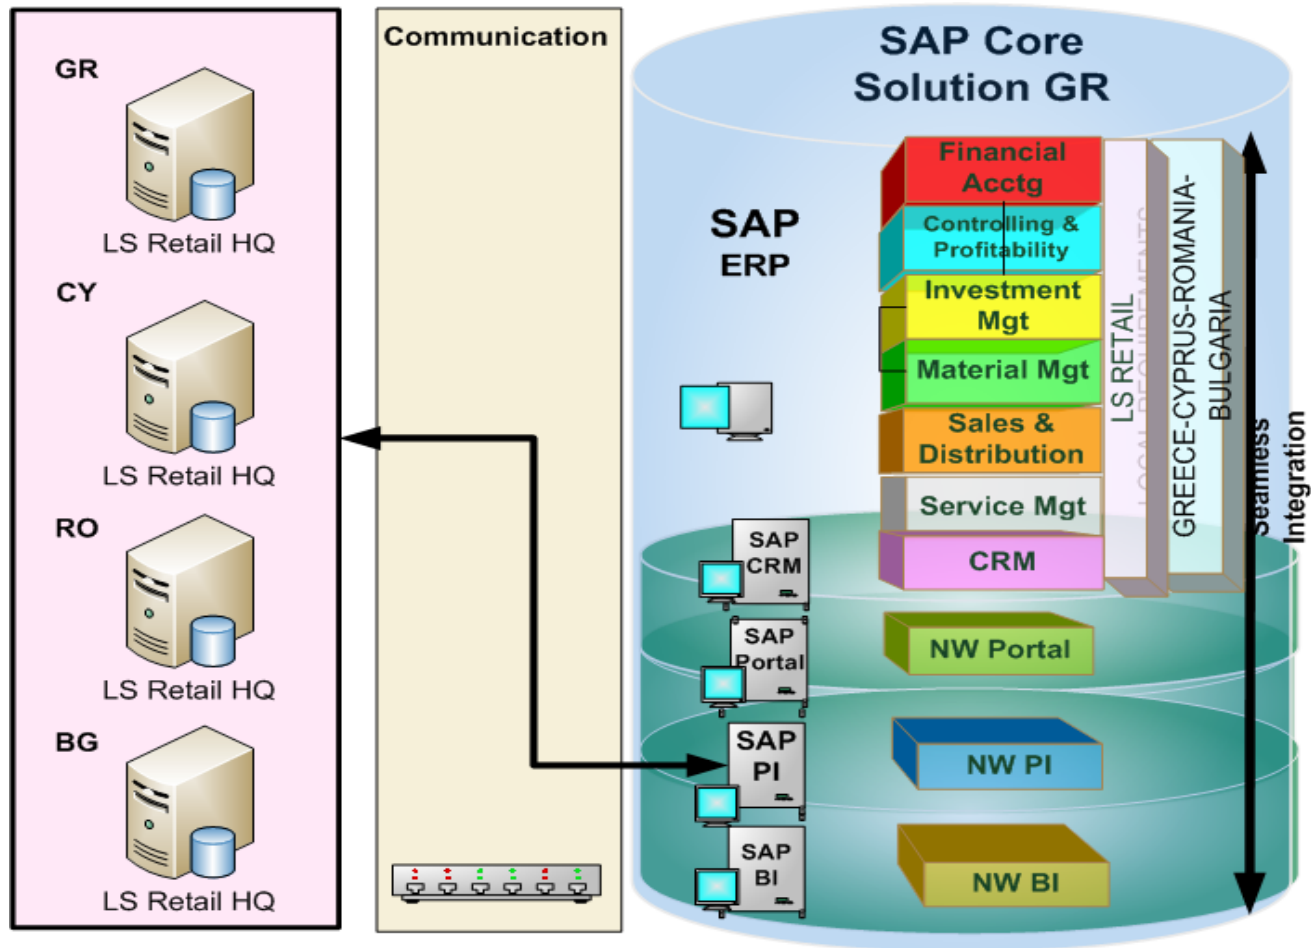 GR
LS Retail HQ
CY
LS Retail HQ
RO
LS Retail HQ
BG
LS Retail HQ
Communication
SAP Core
Solution GR
SAP
ERP
Financial
Acctg
Controlling &
Profitability
Investment
Mgt
Material Mgt
Sales &
Distribution
Service Mgt
CRM
LS RETAIL
LOCAL REQUIREMENTS
GREECE-CYPRUS-ROMANIA-
BULGARIA
Seamless
Integration
SAP
CRM
SAP
Portal
NW Portal
SAP
PI
NW PI
SAP
BI
NW BI